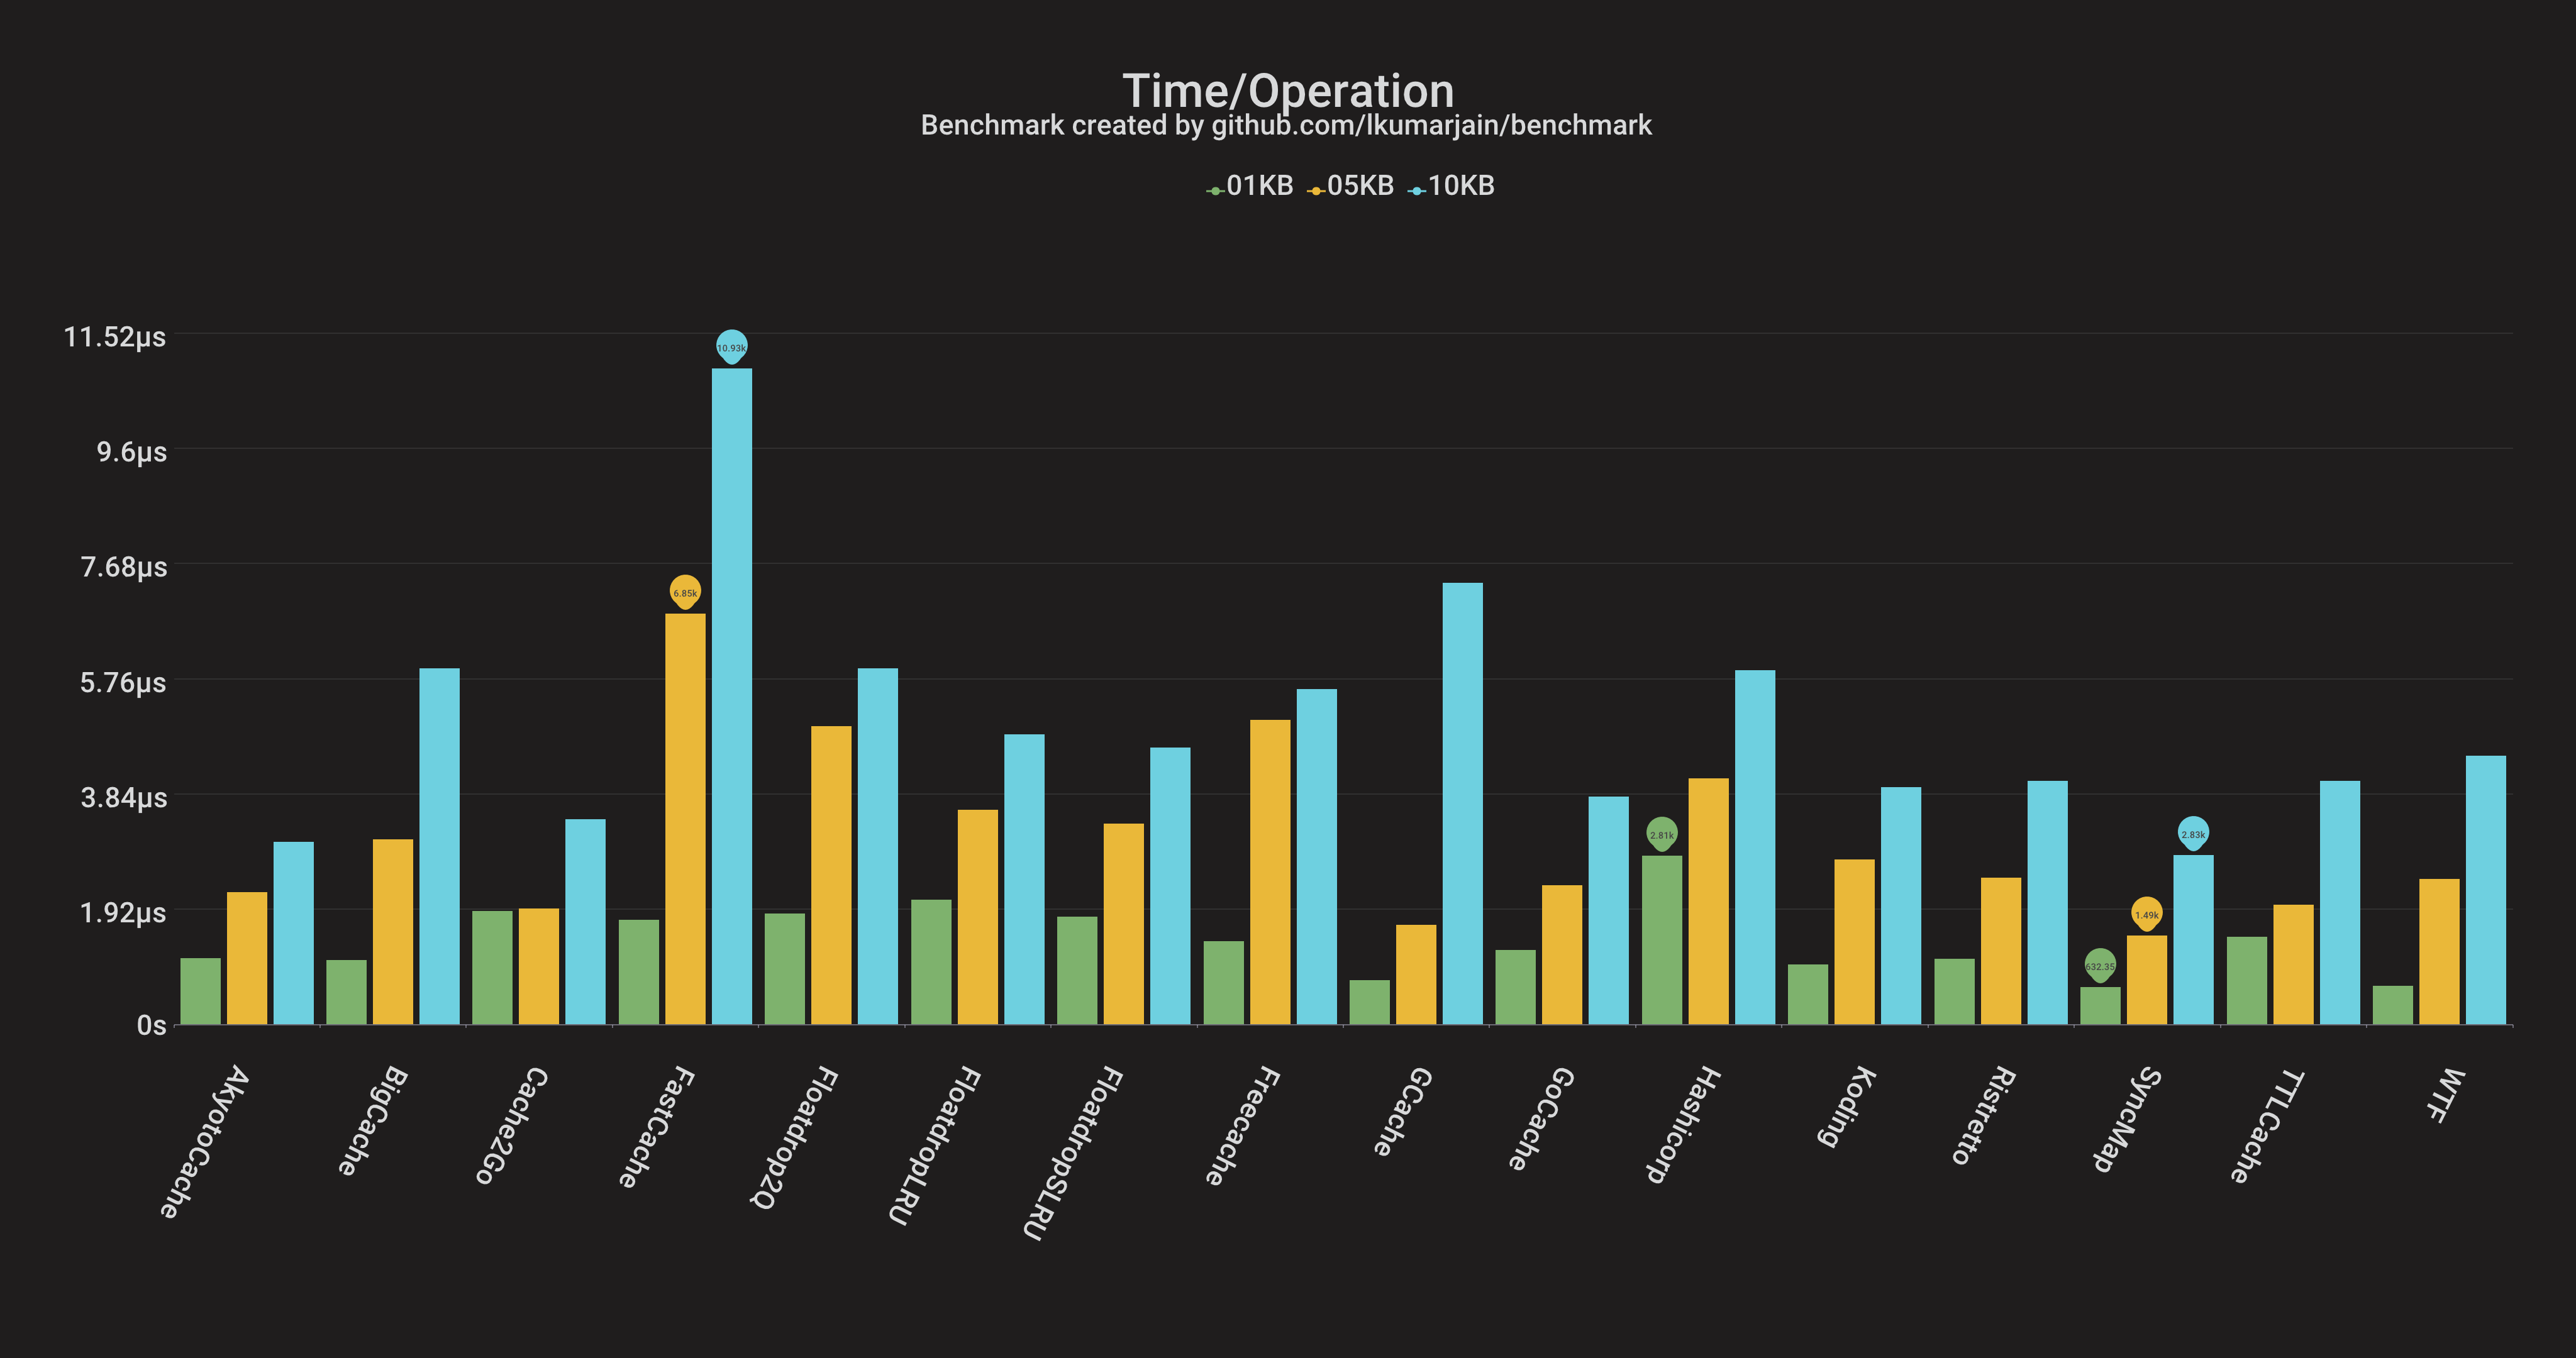 Time/Operation
Benchmark created by github.com/lkumarjain/benchmark
01KB 05KB 10KB
11.52µs
9.6µs
7.68µs
5.76µs
3.84µs
1.92µs
0s
10.93k
6.85k
2.81k
2.83k
1.49k
632.35
AkyotoCache
BigCache
Cache2Go
FastCache
Floatdrop2Q
FloatdropLRU
FloatdropSLRU
Freecache
GCache
GoCache
Hashicorp
Koding
Ristretto
SyncMap
TTLCache
WTF